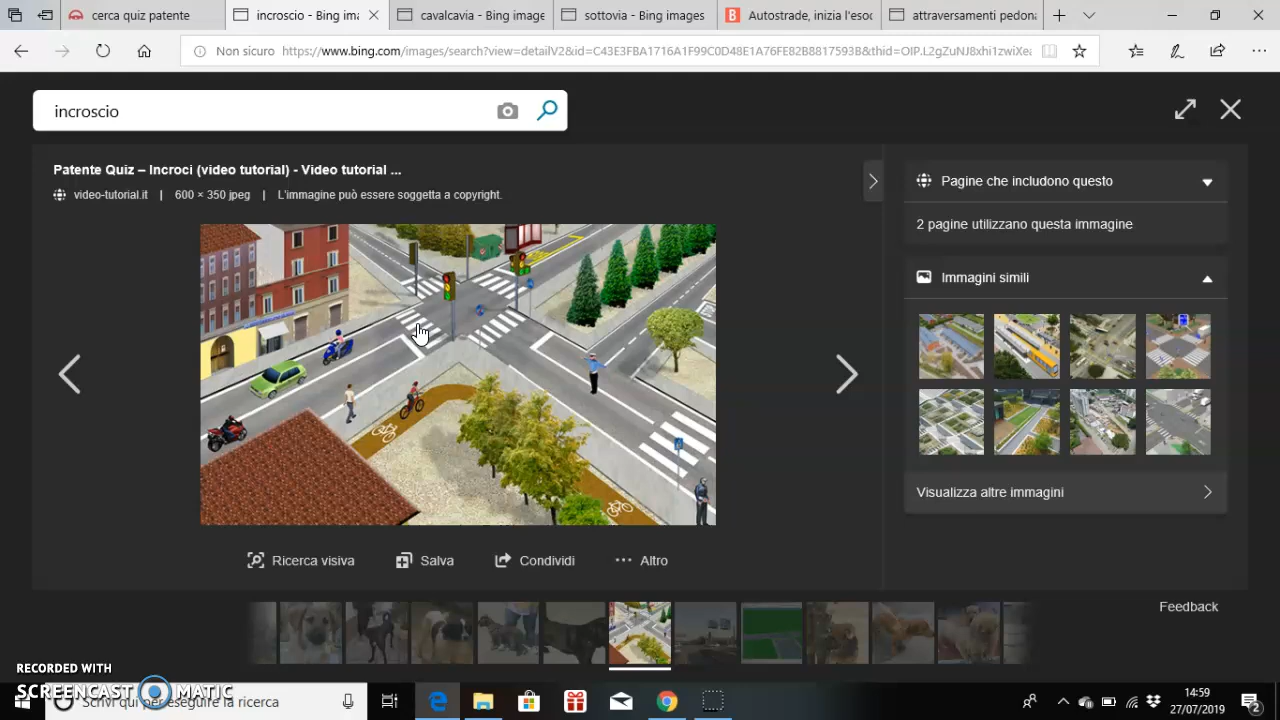 cerca quiz patente
incroscio - Bing ima
cavalcavia - Bing image
sottovia - Bing images
Autostrade, inizia l'esoc
attraversamenti pedona
Non sicuro
https://www.bing.com/images/search?view=detailV2&id=C43E3FBA1716A1F99C0D48E1A76FE82B8817593B&thid=OIP.L2gZuNJ8xhi1zwiXea
incroscio
Patente Quiz – Incroci (video tutorial) - Video tutorial ...
video-tutorial.it | 600 × 350 jpeg | L'immagine può essere soggetta a copyright.
Pagine che includono questo
2 pagine utilizzano questa immagine
Immagini simili
Visualizza altre immagini
Ricerca visiva
Salva
Condividi
Altro
Feedback
RECORDED WITH
SCREENCAST MATIC
Scrivi qui per eseguire la ricerca
14:59
27/07/2019
2